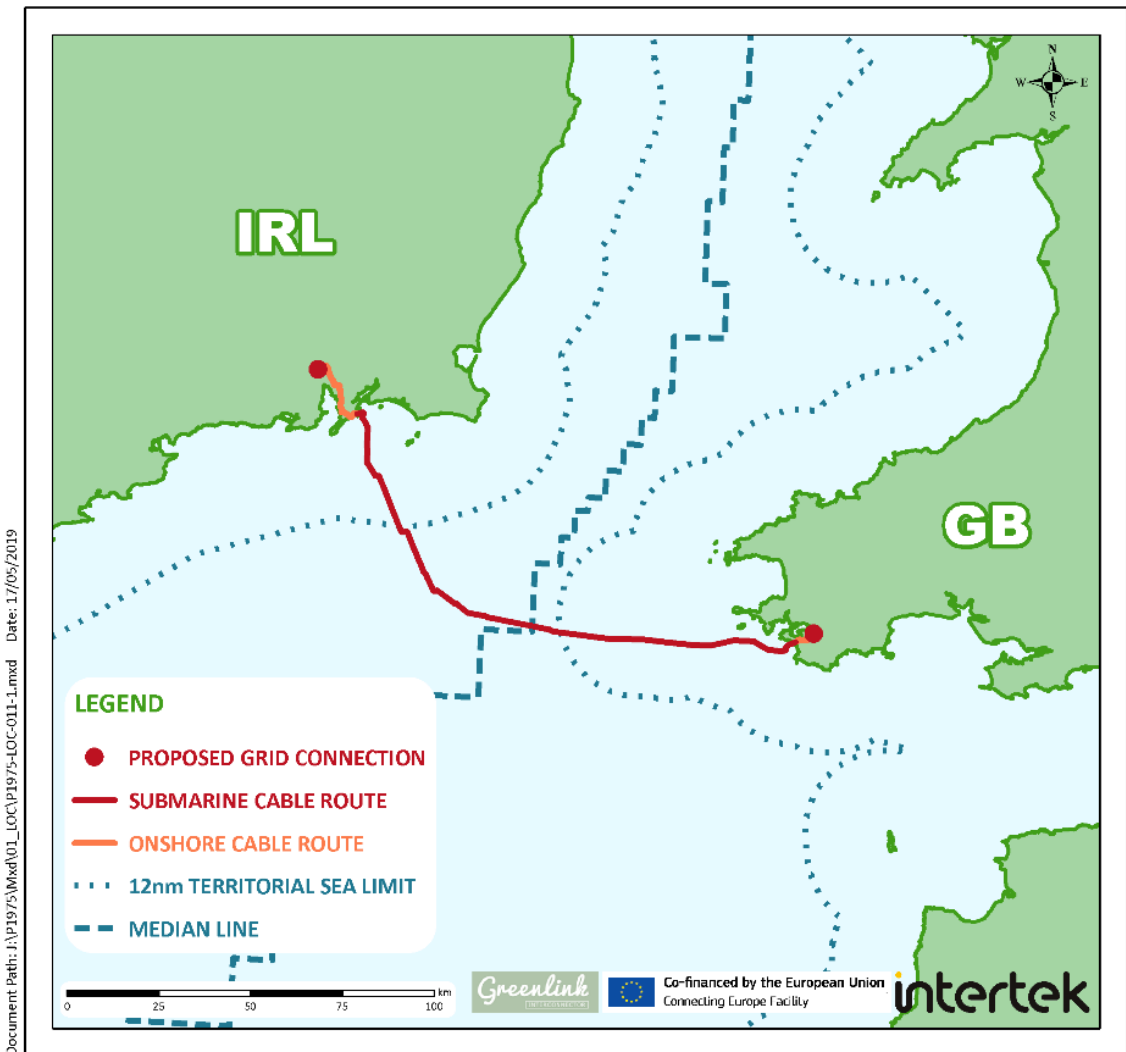 N
W E
S
IRL
GB
LEGEND
PROPOSED GRID CONNECTION
SUBMARINE CABLE ROUTE
ONSHORE CABLE ROUTE
12nm TERRITORIAL SEA LIMIT
MEDIAN LINE
km
0 25 50 75 100
Greenlink
INTERCONNECTOR
Co-financed by the European Union
Connecting Europe Facility
intertek
Document Path: J:\P1975\Mxd\01_LOC\P1975-LOC-011-1.mxd Date: 17/05/2019